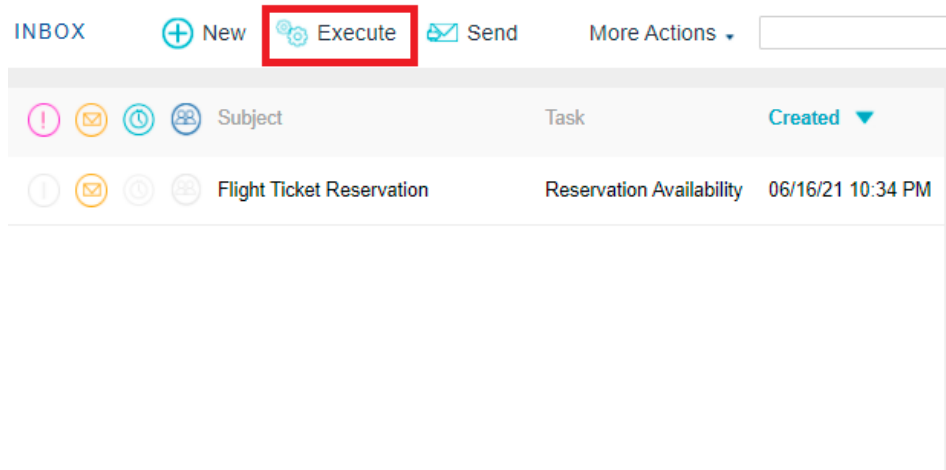 INBOX New Execute Send More Actions
Subject Task Created
Flight Ticket Reservation Reservation Availability 06/16/21 10:34 PM